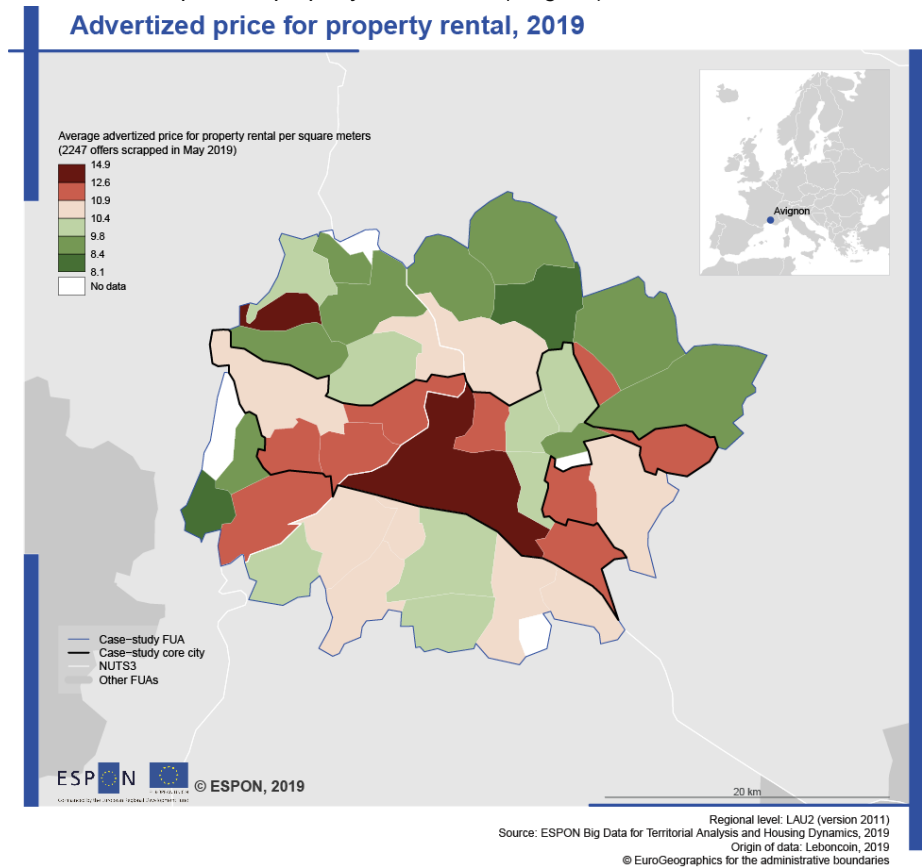 Advertized price for property rental, 2019
Average advertized price for property rental per square meters
(2247 offers scrapped in May 2019)
14.9
12.6
10.9
10.4
9.8
8.4
8.1
No data
Avignon
Case-study FUA
Case-study core city
NUTS3
Other FUAs
ESPON
© ESPON, 2019
20 km
Regional level: LAU2 (version 2011)
Source: ESPON Big Data for Territorial Analysis and Housing Dynamics, 2019
Origin of data: Leboncoin, 2019
© EuroGeographics for the administrative boundaries